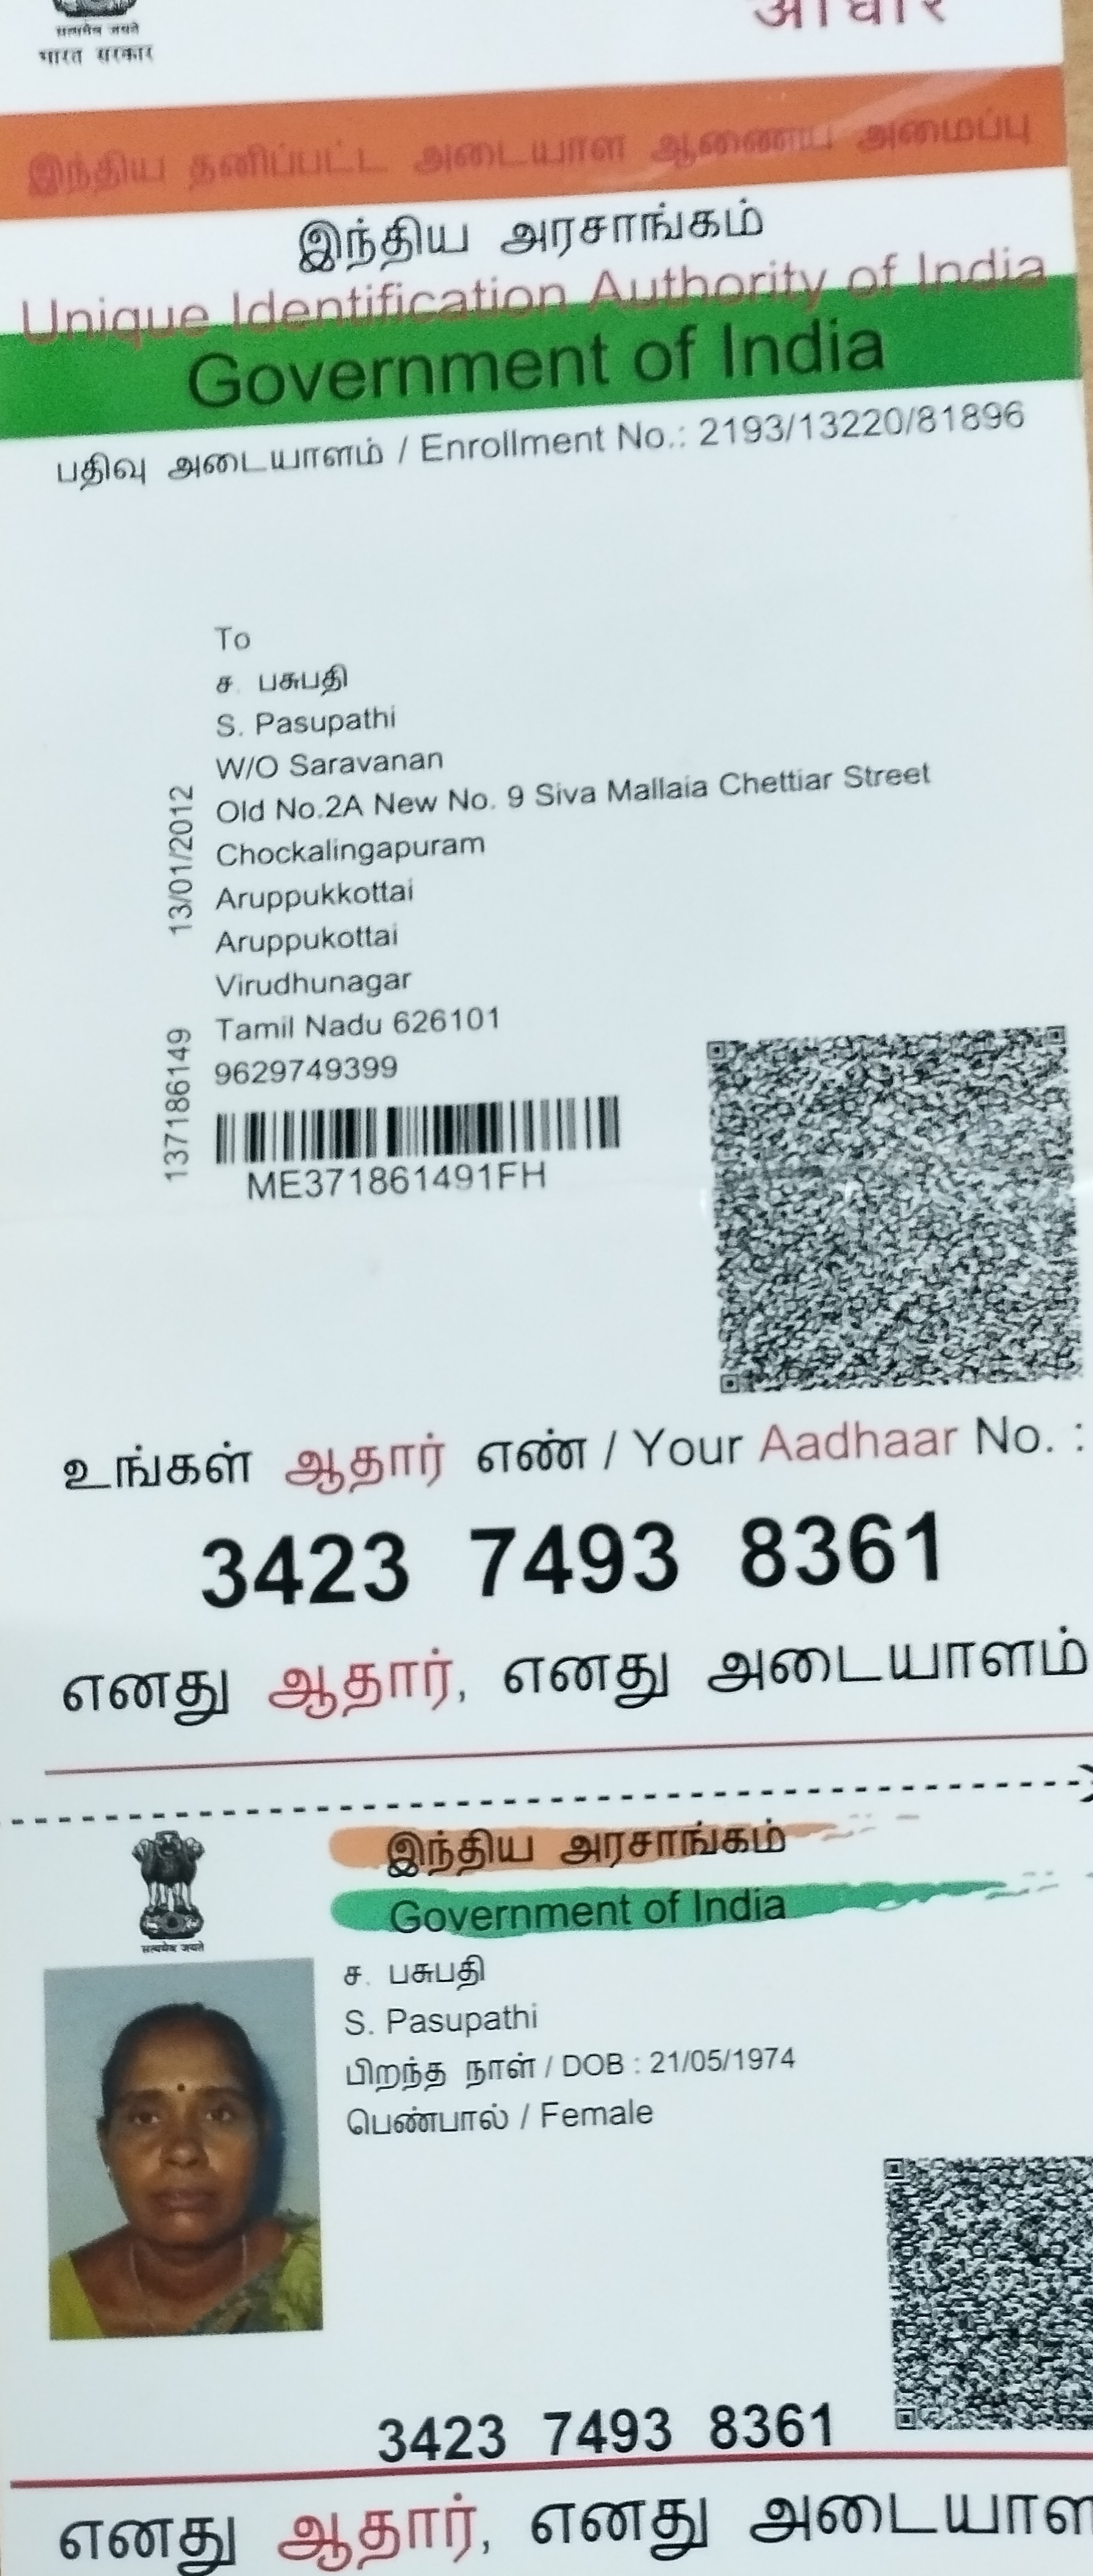 सत्यमेव जयते
भारत सरकार
आधार
இந்திய தனிப்பட்ட அடையாள ஆணைய அமைப்பு
இந்திய அரசாங்கம்
Unique Identification Authority of India
Government of India
பதிவு அடையாளம் / Enrollment No.: 2193/13220/81896
To
ச. பசுபதி
S. Pasupathi
W/O Saravanan
Old No.2A New No. 9 Siva Mallaia Chettiar Street
Chockalingapuram
Aruppukkottai
Aruppukottai
Virudhunagar
Tamil Nadu 626101
9629749399
13/01/2012
137186149
ME371861491FH
உங்கள் ஆதார் எண் / Your Aadhaar No. :
3423 7493 8361
எனது ஆதார், எனது அடையாளம்
இந்திய அரசாங்கம்
Government of India
सत्यमेव जयते
ச. பசுபதி
S. Pasupathi
பிறந்த நாள் / DOB : 21/05/1974
பெண்பால் / Female
3423 7493 8361
எனது ஆதார், எனது அடையாள